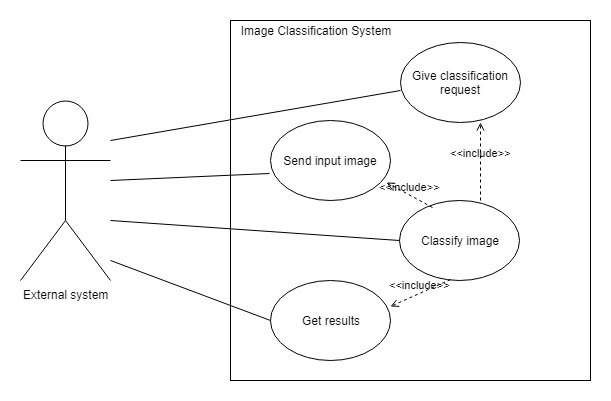 Image Classification System
Give classification
request
<<include>>
Send input image
<<include>>
Classify image
<<include>>
External system
Get results